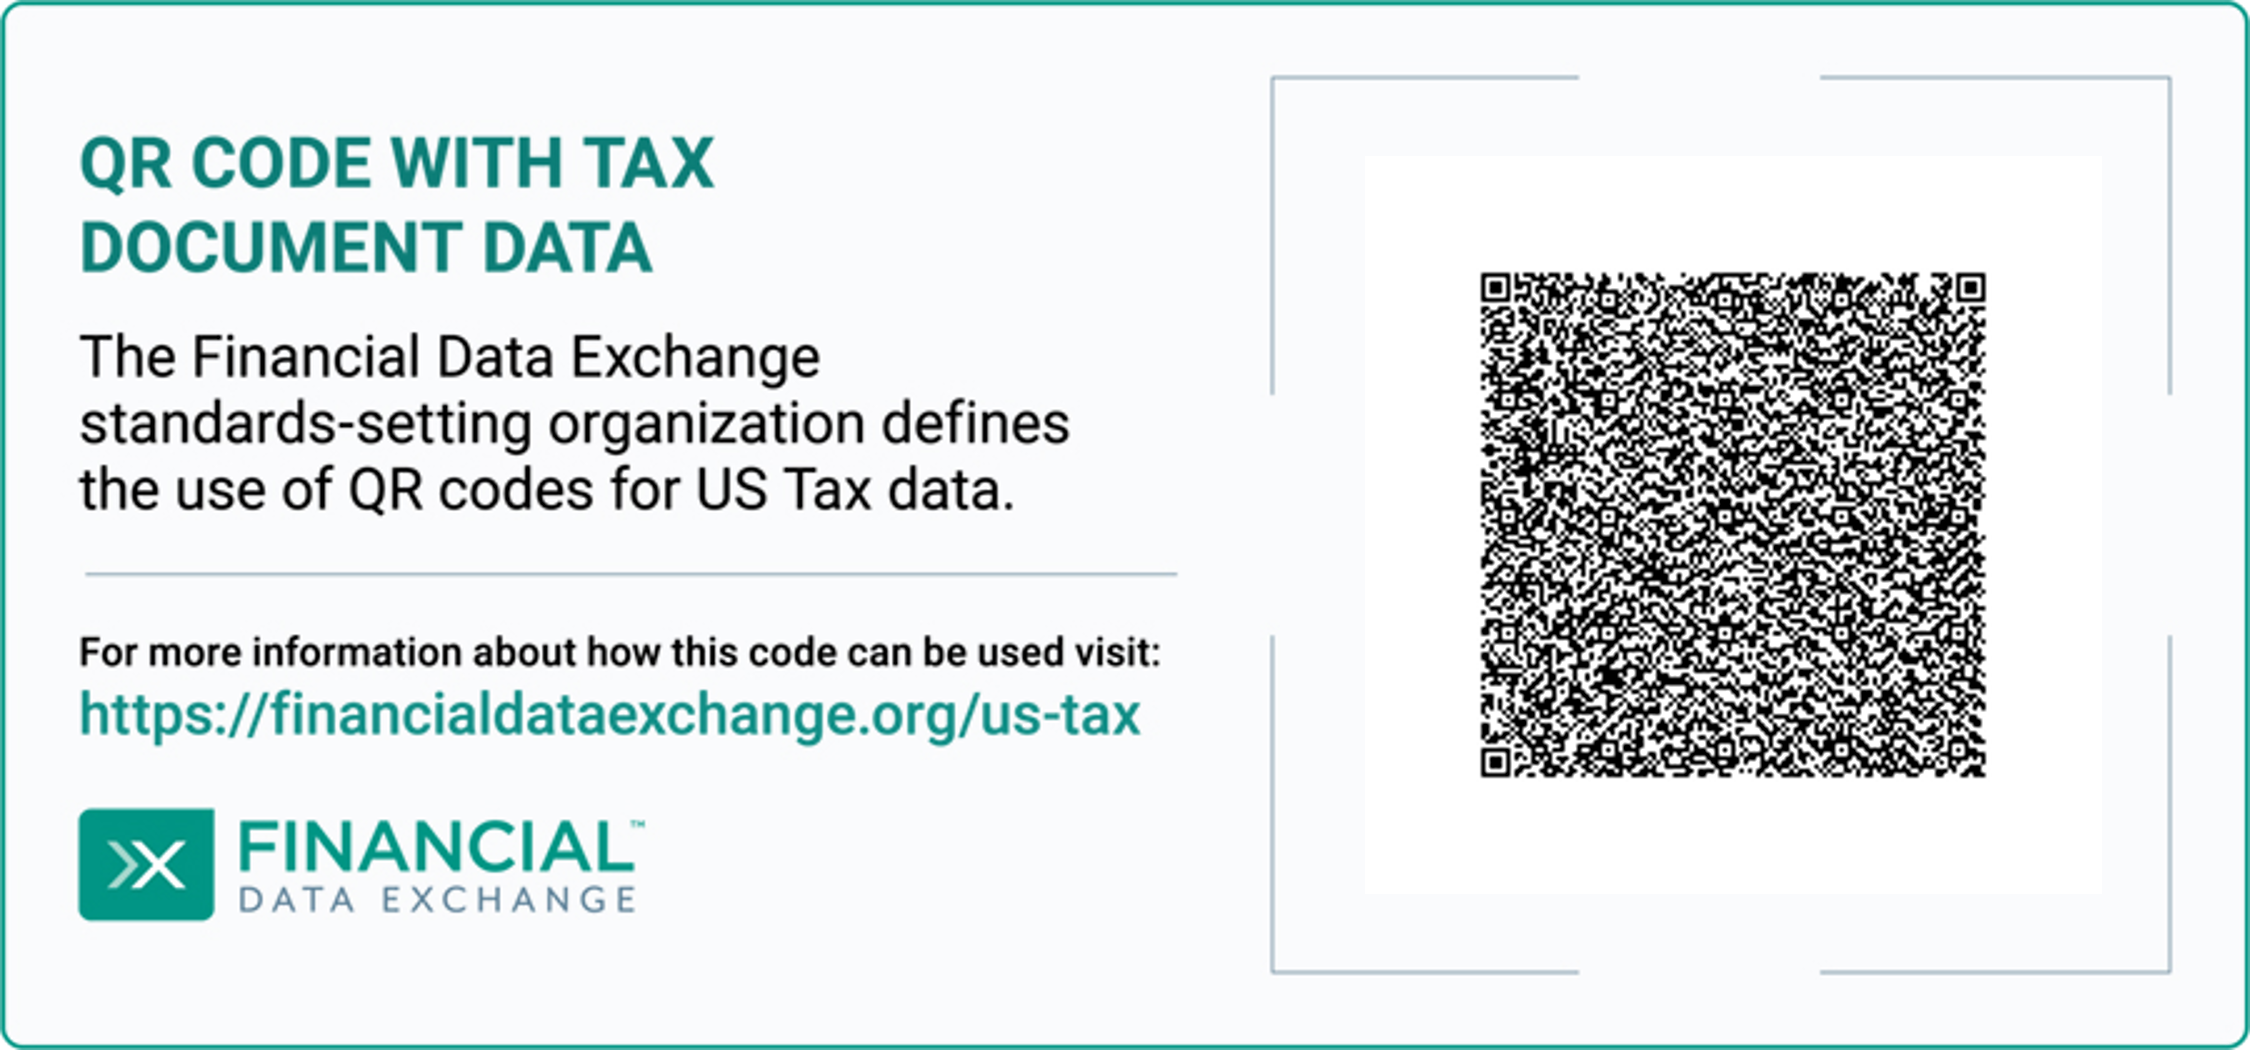 QR CODE WITH TAX
DOCUMENT DATA
The Financial Data Exchange
standards-setting organization defines
the use of QR codes for US Tax data.
For more information about how this code can be used visit:
https://financialdataexchange.org/us-tax
FINANCIAL™
DATA EXCHANGE